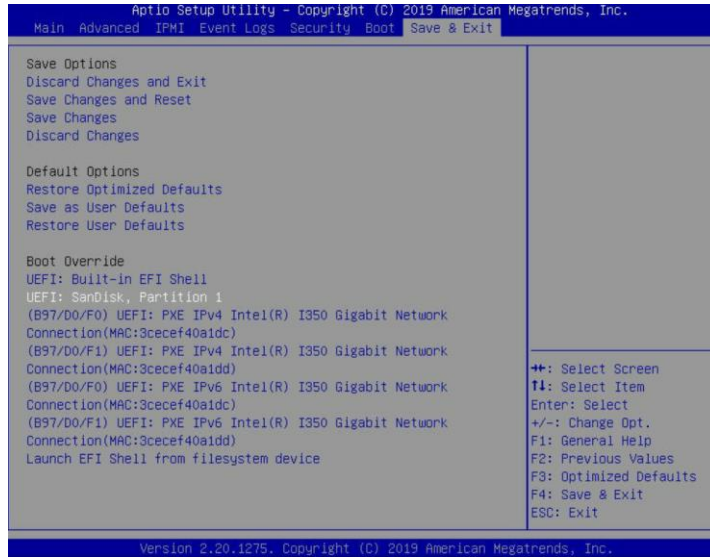 Aptio Setup Utility – Copyright (C) 2019 American Megatrends, Inc.
Main Advanced IPMI Event Logs Security Boot Save & Exit
Save Options
Discard Changes and Exit
Save Changes and Reset
Save Changes
Discard Changes
Default Options
Restore Optimized Defaults
Save as User Defaults
Restore User Defaults
Boot Override
UEFI: Built-in EFI Shell
UEFI: SanDisk, Partition 1
(B97/D0/F0) UEFI: PXE IPv4 Intel(R) I350 Gigabit Network
Connection(MAC:3cecef40a1dc)
(B97/D0/F1) UEFI: PXE IPv4 Intel(R) I350 Gigabit Network
Connection(MAC:3cecef40a1dd)
(B97/D0/F0) UEFI: PXE IPv6 Intel(R) I350 Gigabit Network
Connection(MAC:3cecef40a1dc)
(B97/D0/F1) UEFI: PXE IPv6 Intel(R) I350 Gigabit Network
Connection(MAC:3cecef40a1dd)
Launch EFI Shell from filesystem device
→←: Select Screen
↑↓: Select Item
Enter: Select
+/-: Change Opt.
F1: General Help
F2: Previous Values
F3: Optimized Defaults
F4: Save & Exit
ESC: Exit
Version 2.20.1275. Copyright (C) 2019 American Megatrends, Inc.